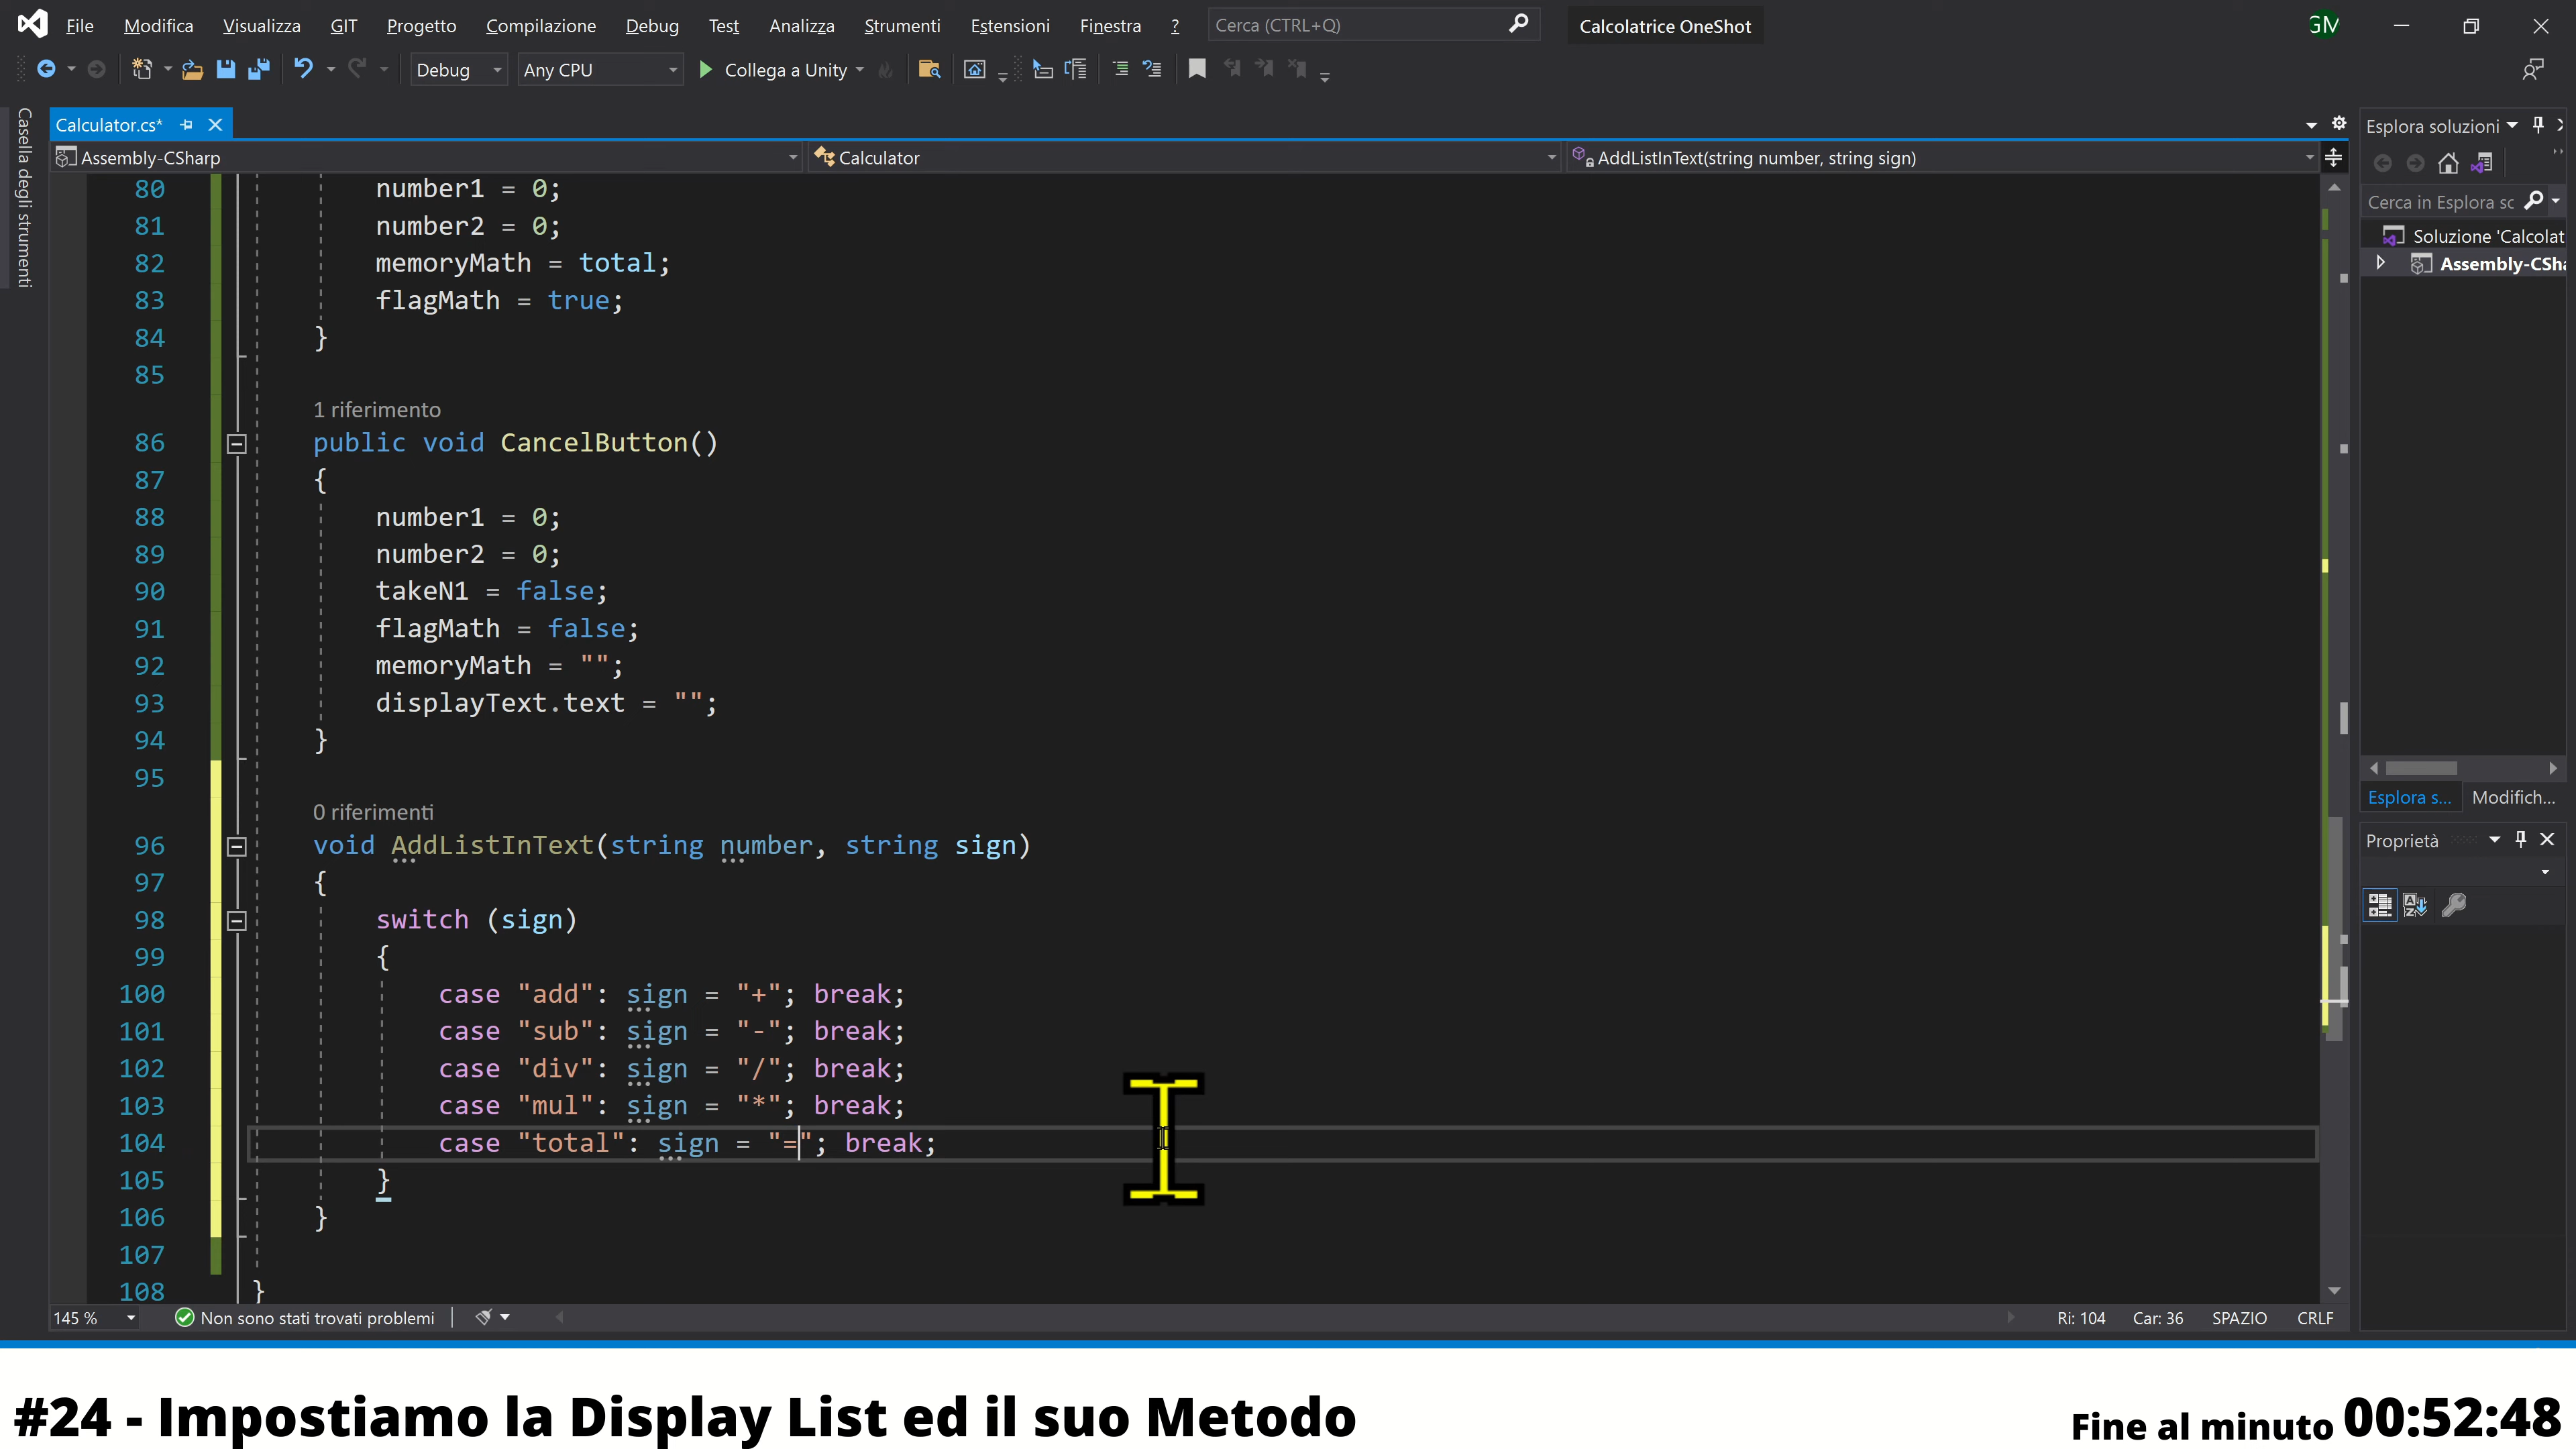 File Modifica Visualizza GIT Progetto Compilazione Debug Test Analizza Strumenti Estensioni Finestra ? Cerca (CTRL+Q) Calcolatrice OneShot GM
Debug Any CPU Collega a Unity
Casella degli strumenti
Calculator.cs*
Assembly-CSharp Calculator AddListInText(string number, string sign)
80 number1 = 0;
81 number2 = 0;
82 memoryMath = total;
83 flagMath = true;
84 }
85
1 riferimento
86 public void CancelButton()
87 {
88 number1 = 0;
89 number2 = 0;
90 takeN1 = false;
91 flagMath = false;
92 memoryMath = "";
93 displayText.text = "";
94 }
95
0 riferimenti
96 void AddListInText(string number, string sign)
97 {
98 switch (sign)
99 {
100 case "add": sign = "+"; break;
101 case "sub": sign = "-"; break;
102 case "div": sign = "/"; break;
103 case "mul": sign = "*"; break;
104 case "total": sign = "="; break;
105 }
106 }
107
108 }
145 % Non sono stati trovati problemi Ri: 104 Car: 36 SPAZIO CRLF
Esplora soluzioni
Cerca in Esplora sc
Soluzione 'Calcolat
Assembly-CSha
Esplora s... Modifich...
Proprietà
#24 - Impostiamo la Display List ed il suo Metodo
Fine al minuto 00:52:48